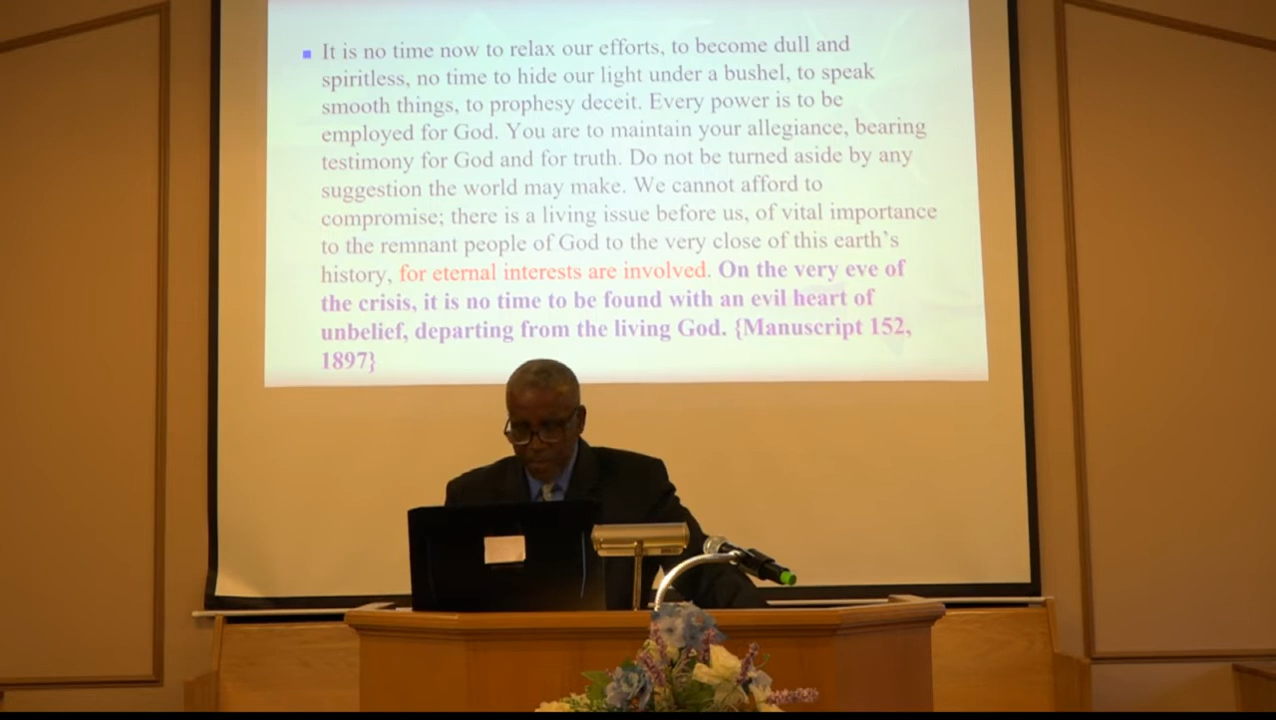 It is no time now to relax our efforts, to become dull and
spiritless, no time to hide our light under a bushel, to speak
smooth things, to prophesy deceit. Every power is to be
employed for God. You are to maintain your allegiance, bearing
testimony for God and for truth. Do not be turned aside by any
suggestion the world may make. We cannot afford to
compromise; there is a living issue before us, of vital importance
to the remnant people of God to the very close of this earth's
history, for eternal interests are involved. On the very eve of
the crisis, it is no time to be found with an evil heart of
unbelief, departing from the living God. {Manuscript 152,
1897}